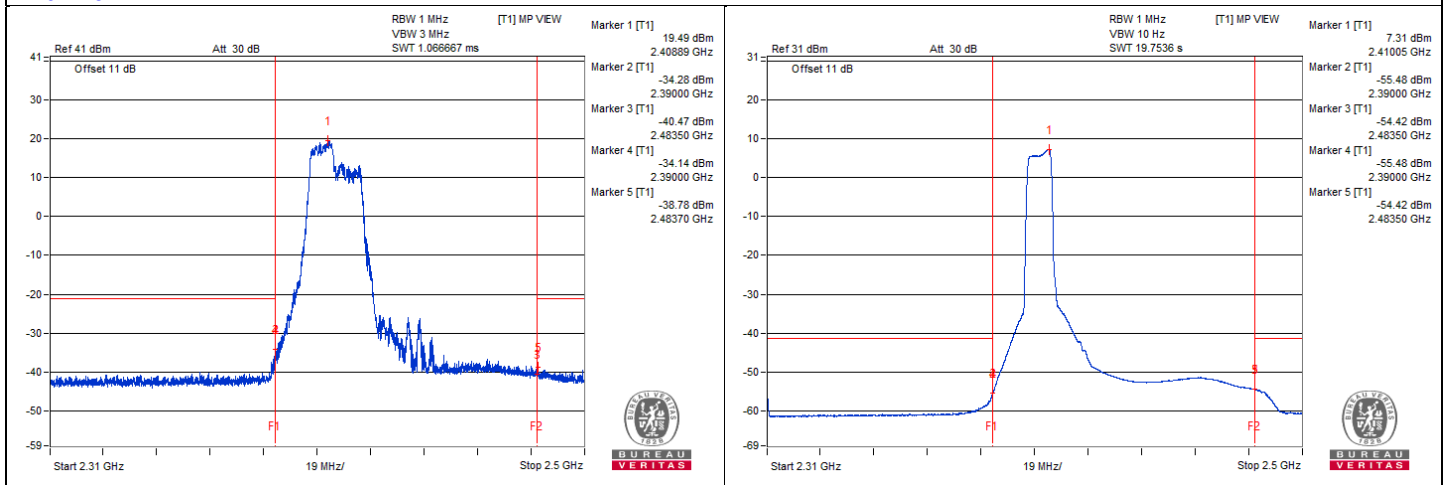 RBW 1 MHz [T1] MP VIEW
VBW 3 MHz
Ref 41 dBm Att 30 dB SWT 1.066667 ms
Offset 11 dB
41
30
20
10
0
-10
-20
-30
-40
-50
-59
1
2
5
3
F1
F2
Start 2.31 GHz 19 MHz/ Stop 2.5 GHz
Marker 1 [T1]
19.49 dBm
2.40889 GHz
Marker 2 [T1]
-34.28 dBm
2.39000 GHz
Marker 3 [T1]
-40.47 dBm
2.48350 GHz
Marker 4 [T1]
-34.14 dBm
2.39000 GHz
Marker 5 [T1]
-38.78 dBm
2.48370 GHz
BUREAU VERITAS
1828
BUREAU
VERITAS
RBW 1 MHz [T1] MP VIEW
VBW 10 Hz
Ref 31 dBm Att 30 dB SWT 19.7536 s
Offset 11 dB
31
20
10
0
-10
-20
-30
-40
-50
-60
-69
1
F1
F2
Start 2.31 GHz 19 MHz/ Stop 2.5 GHz
Marker 1 [T1]
7.31 dBm
2.41005 GHz
Marker 2 [T1]
-55.48 dBm
2.39000 GHz
Marker 3 [T1]
-54.42 dBm
2.48350 GHz
Marker 4 [T1]
-55.48 dBm
2.39000 GHz
Marker 5 [T1]
-54.42 dBm
2.48350 GHz
BUREAU VERITAS
1828
BUREAU
VERITAS